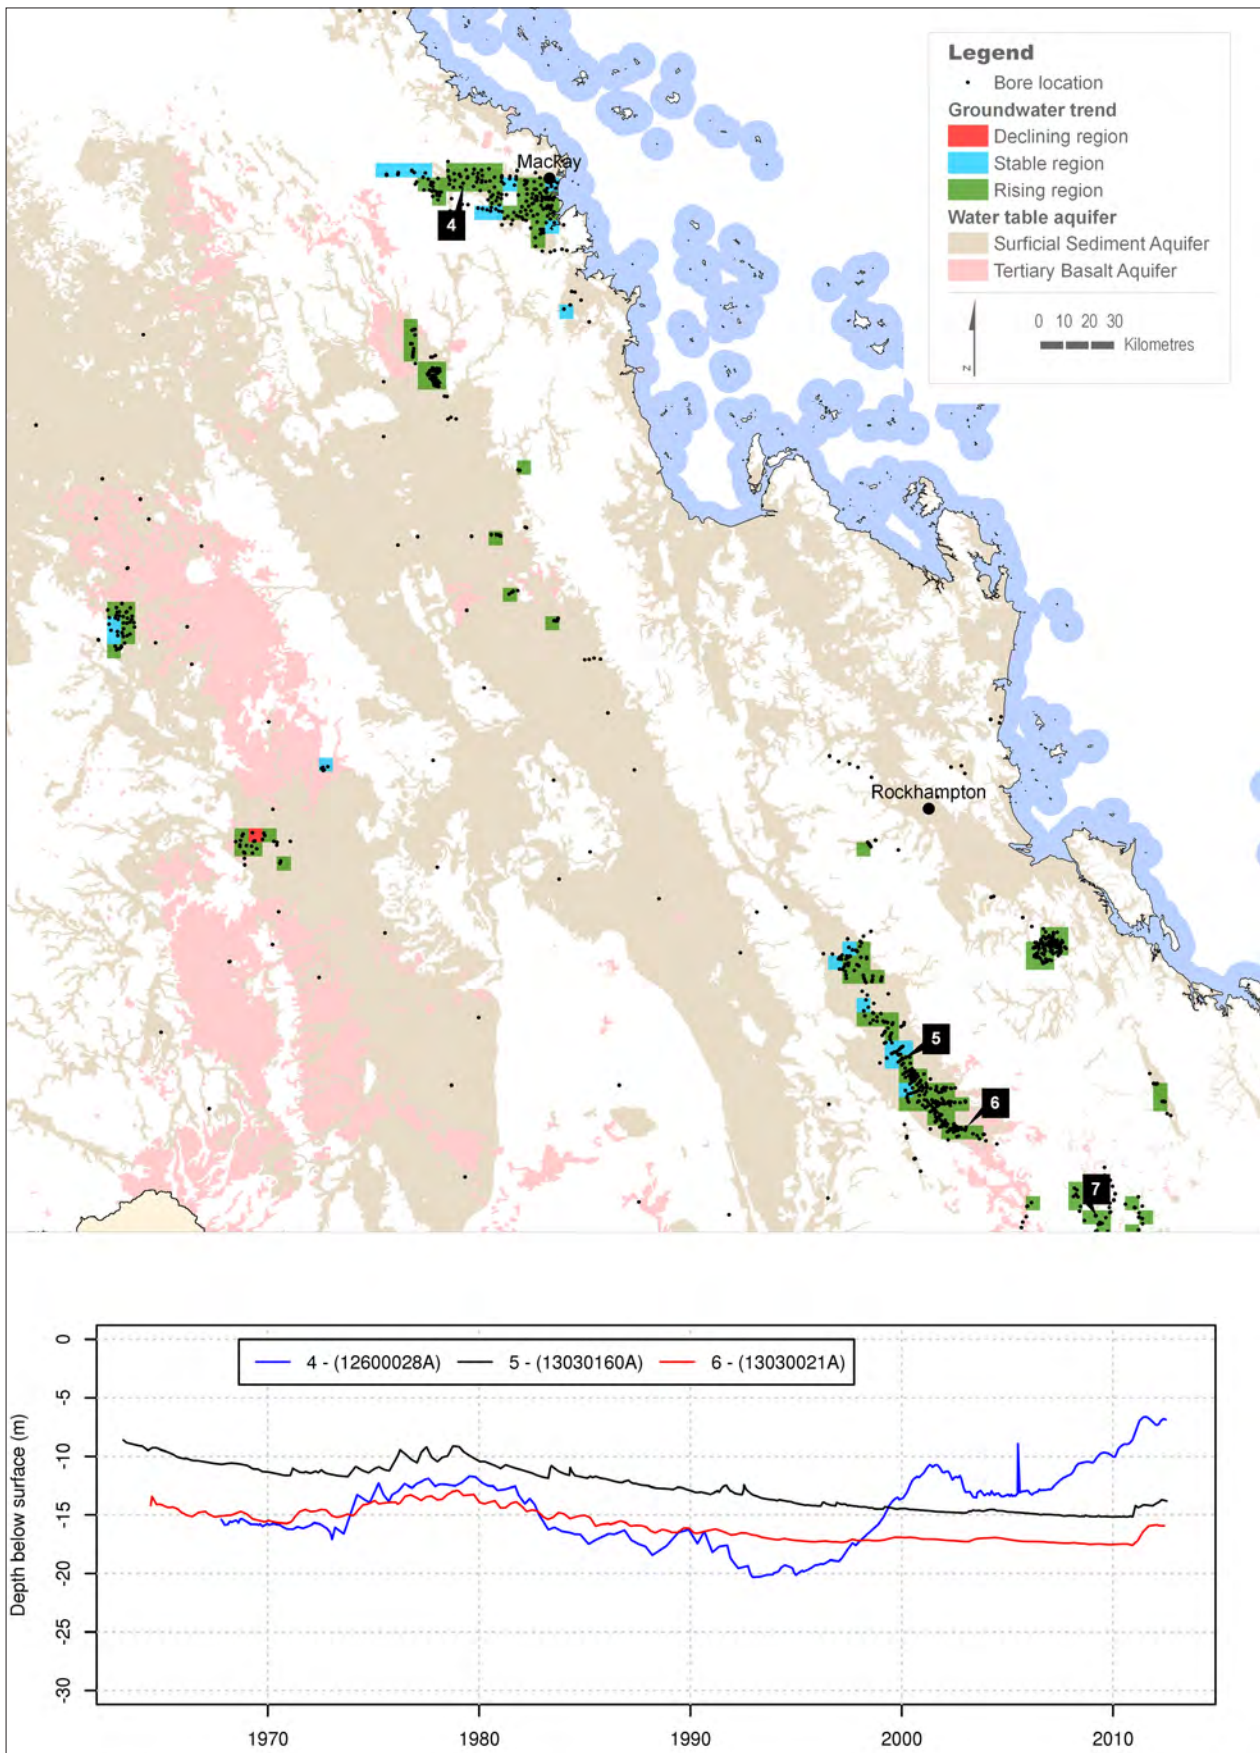 Legend
Bore location
Groundwater trend
Declining region
Stable region
Rising region
Water table aquifer
Surficial Sediment Aquifer
Tertiary Basalt Aquifer
0 10 20 30
Kilometres
N
Mackay
4
Rockhampton
5
6
7
4 - (12600028A) 5 - (13030160A) 6 - (13030021A)
Depth below surface (m)
0
-5
-10
-15
-20
-25
-30
1970 1980 1990 2000 2010